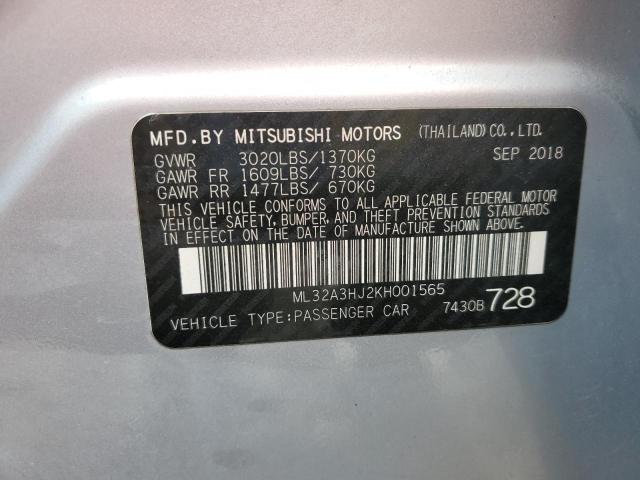 MFD.BY MITSUBISHI MOTORS (THAILAND) CO., LTD.
GVWR 3020LBS/1370KG SEP 2018
GAWR FR 1609LBS/ 730KG
GAWR RR 1477LBS/ 670KG
THIS VEHICLE CONFORMS TO ALL APPLICABLE FEDERAL MOTOR
VEHICLE SAFETY, BUMPER, AND THEFT PREVENTION STANDARDS
IN EFFECT ON THE DATE OF MANUFACTURE SHOWN ABOVE.
ML32A3HJ2KH001565
VEHICLE TYPE:PASSENGER CAR 7430B 728